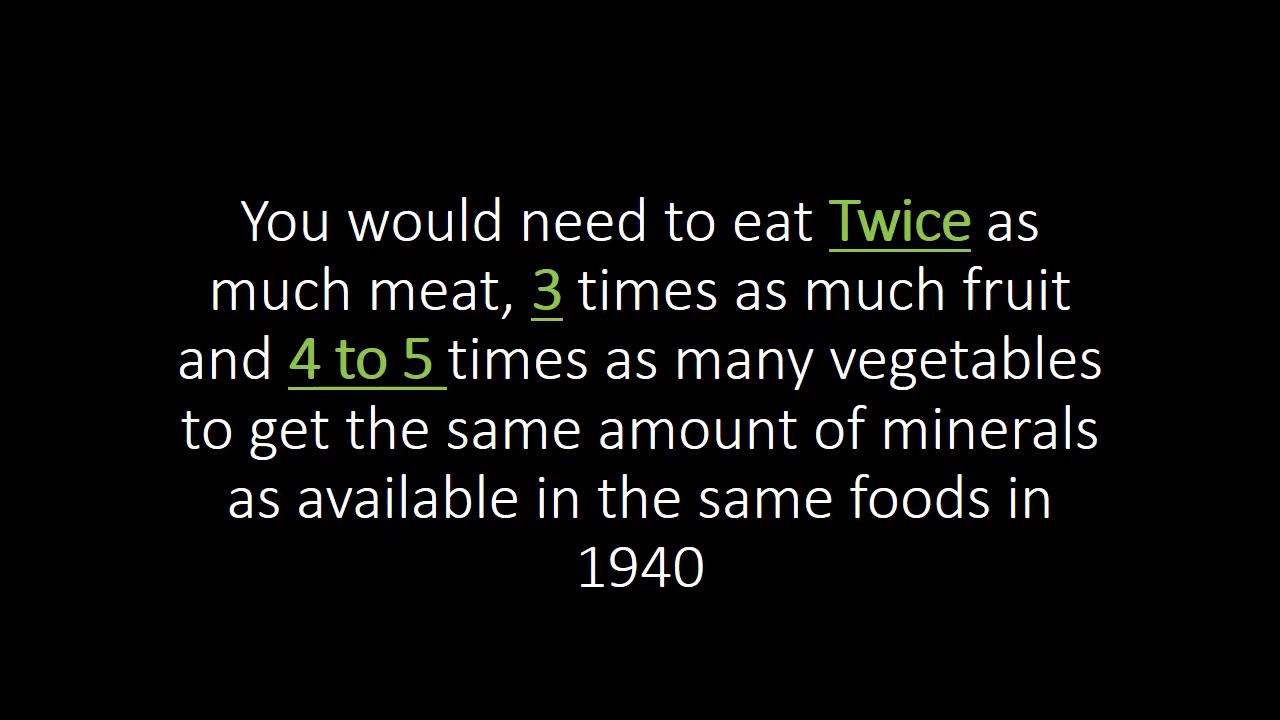 You would need to eat Twice as
much meat, 3 times as much fruit
and 4 to 5 times as many vegetables
to get the same amount of minerals
as available in the same foods in
1940